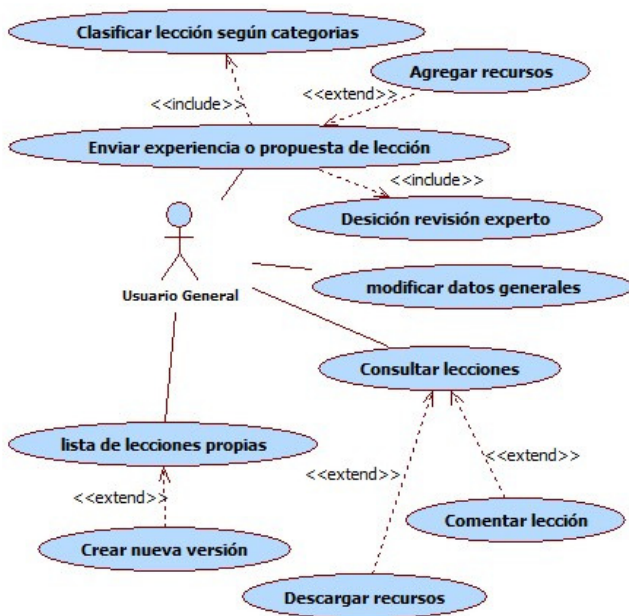 Clasificar lección según categorias
Agregar recursos
<<include>>
<<extend>>
Enviar experiencia o propuesta de lección
<<include>>
Desición revisión experto
modificar datos generales
Usuario General
Consultar lecciones
lista de lecciones propias
<<extend>>
<<extend>>
<<extend>>
Comentar lección
Crear nueva versión
Descargar recursos